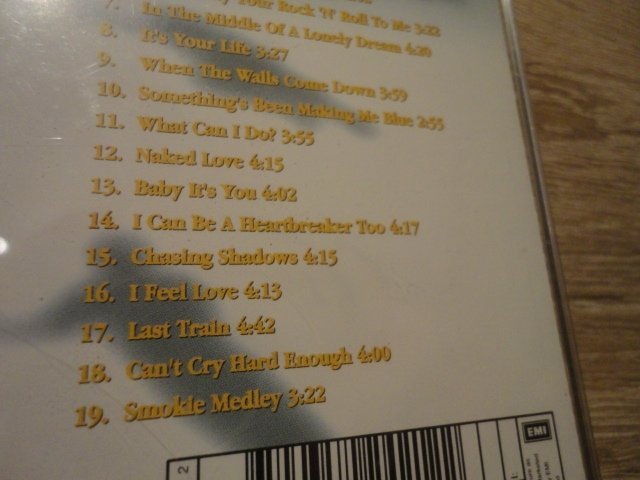 Your Rock 'N' Roll To Me 3:22
7. In The Middle Of A Lonely Dream 4:20
8. It's Your Life 3:27
9. When The Walls Come Down 3:59
10. Something's Been Making Me Blue 2:55
11. What Can I Do? 3:55
12. Naked Love 4:15
13. Baby It's You 4:02
14. I Can Be A Heartbreaker Too 4:17
15. Chasing Shadows 4:15
16. I Feel Love 4:13
17. Last Train 4:42
18. Can't Cry Hard Enough 4:00
19. Smokie Medley 3:22
EMI
2